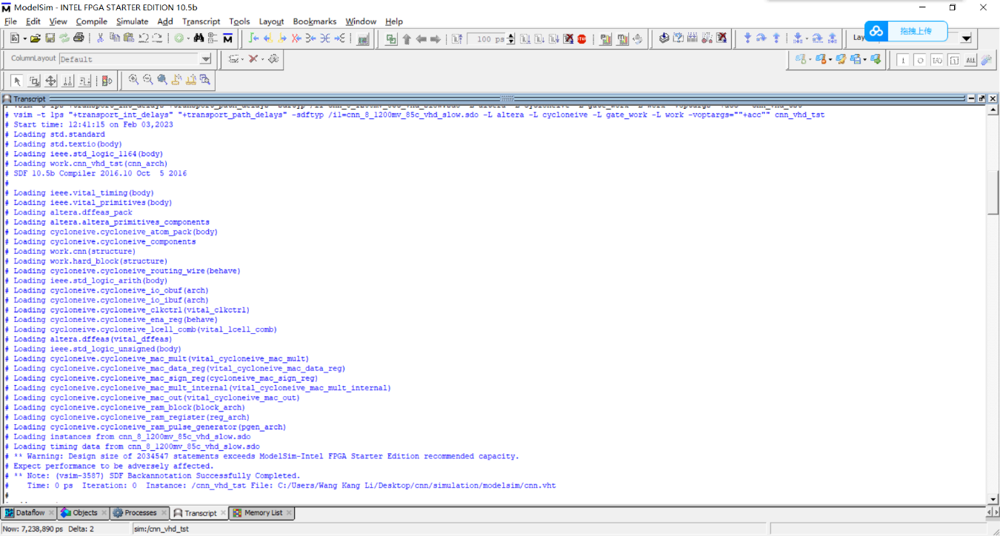 ModelSim - INTEL FPGA STARTER EDITION 10.5b
File Edit View Compile Simulate Add Transcript Tools Layout Bookmarks Window Help
100 ps
Lay
拖拽上传
ColumnLayout Default
Transcript
# vsim -t 1ps "+transport_int_delays" "+transport_path_delays" -sdftyp /i1=cnn_8_1200mv_85c_vhd_slow.sdo -L altera -L cycloneive -L gate_work -L work -voptargs=""+acc"" cnn_vhd_tst
# Start time: 12:41:15 on Feb 03,2023
# Loading std.standard
# Loading std.textio(body)
# Loading ieee.std_logic_1164(body)
# Loading work.cnn_vhd_tst(cnn_arch)
# SDF 10.5b Compiler 2016.10 Oct  5 2016
#
# Loading ieee.vital_timing(body)
# Loading ieee.vital_primitives(body)
# Loading altera.dffeas_pack
# Loading altera.altera_primitives_components
# Loading cycloneive.cycloneive_atom_pack(body)
# Loading cycloneive.cycloneive_components
# Loading work.cnn(structure)
# Loading work.hard_block(structure)
# Loading cycloneive.cycloneive_routing_wire(behave)
# Loading ieee.std_logic_arith(body)
# Loading cycloneive.cycloneive_io_obuf(arch)
# Loading cycloneive.cycloneive_io_ibuf(arch)
# Loading cycloneive.cycloneive_clkctrl(vital_clkctrl)
# Loading cycloneive.cycloneive_ena_reg(behave)
# Loading cycloneive.cycloneive_lcell_comb(vital_lcell_comb)
# Loading altera.dffeas(vital_dffeas)
# Loading ieee.std_logic_unsigned(body)
# Loading cycloneive.cycloneive_mac_mult(vital_cycloneive_mac_mult)
# Loading cycloneive.cycloneive_mac_data_reg(vital_cycloneive_mac_data_reg)
# Loading cycloneive.cycloneive_mac_sign_reg(cycloneive_mac_sign_reg)
# Loading cycloneive.cycloneive_mac_mult_internal(vital_cycloneive_mac_mult_internal)
# Loading cycloneive.cycloneive_mac_out(vital_cycloneive_mac_out)
# Loading cycloneive.cycloneive_ram_block(block_arch)
# Loading cycloneive.cycloneive_ram_register(reg_arch)
# Loading cycloneive.cycloneive_ram_pulse_generator(pgen_arch)
# Loading instances from cnn_8_1200mv_85c_vhd_slow.sdo
# Loading timing data from cnn_8_1200mv_85c_vhd_slow.sdo
# ** Warning: Design size of 2034547 statements exceeds ModelSim-Intel FPGA Starter Edition recommended capacity.
# Expect performance to be adversely affected.
# ** Note: (vsim-3587) SDF Backannotation Successfully Completed.
#    Time: 0 ps  Iteration: 0  Instance: /cnn_vhd_tst File: C:/Users/Wang Kang Li/Desktop/cnn/simulation/modelsim/cnn.vht
#
Dataflow Objects Processes Transcript Memory List
Now: 7,238,890 ps  Delta: 2 sim:/cnn_vhd_tst